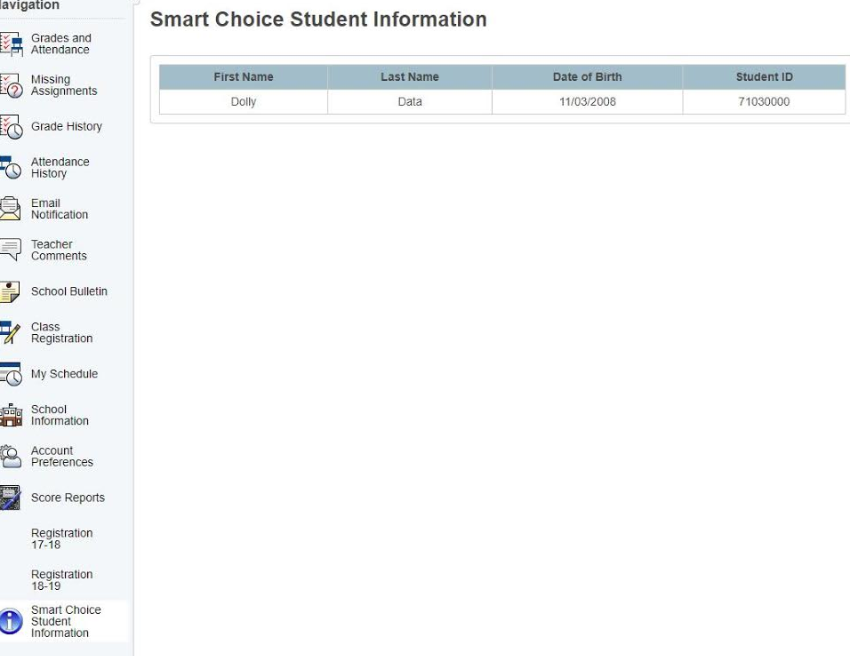 Navigation
Grades and
Attendance
Missing
Assignments
Grade History
Attendance
History
Email
Notification
Teacher
Comments
School Bulletin
Class
Registration
My Schedule
School
Information
Account
Preferences
Score Reports
Registration
17-18
Registration
18-19
Smart Choice
Student
Information
Smart Choice Student Information
First Name Last Name Date of Birth Student ID
Dolly Data 11/03/2008 71030000